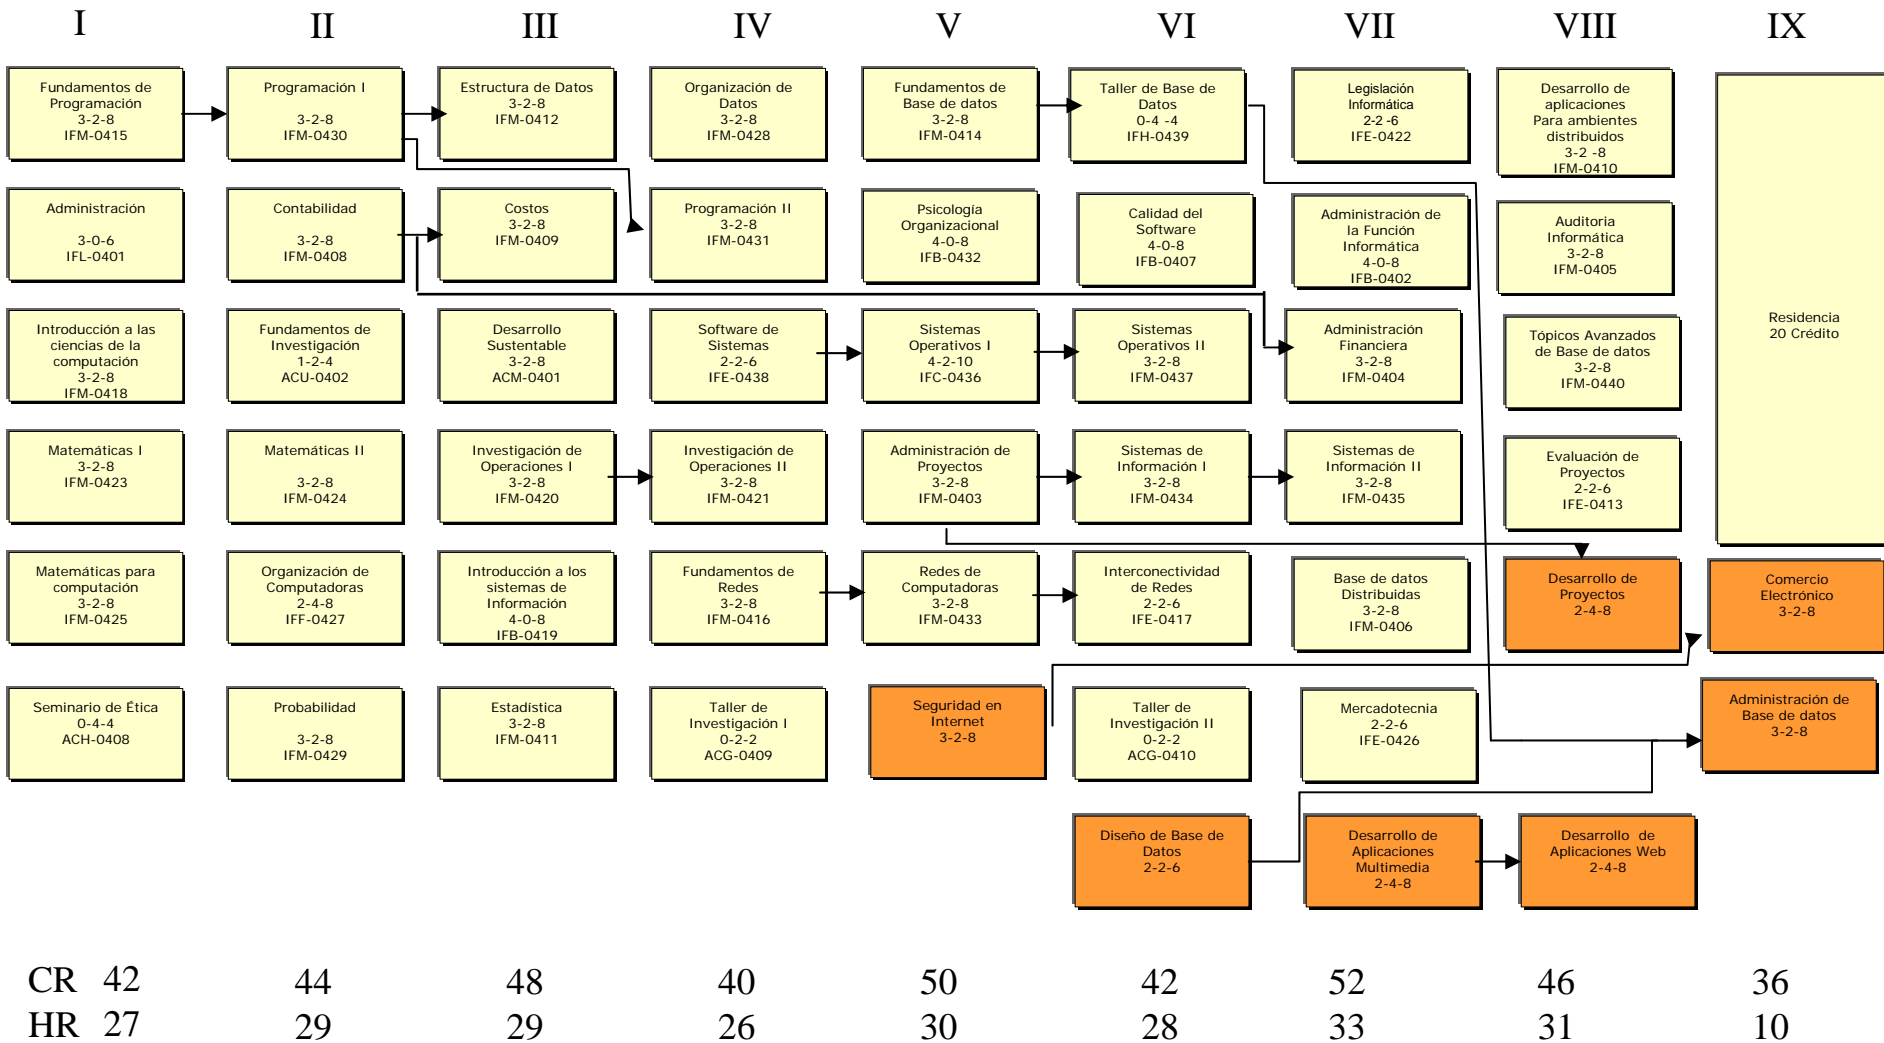 I
II
III
IV
V
VI
VII
VIII
IX
Fundamentos de
Programación
3-2-8
IFM-0415
Programación I
3-2-8
IFM-0430
Estructura de Datos
3-2-8
IFM-0412
Organización de
Datos
3-2-8
IFM-0428
Fundamentos de
Base de datos
3-2-8
IFM-0414
Taller de Base de
Datos
0-4 -4
IFH-0439
Legislación
Informática
2-2 -6
IFE-0422
Desarrollo de
aplicaciones
Para ambientes
distribuidos
3-2 -8
IFM-0410
Residencia
20 Crédito
Administración
3-0-6
IFL-0401
Contabilidad
3-2-8
IFM-0408
Costos
3-2-8
IFM-0409
Programación II
3-2-8
IFM-0431
Psicología
Organizacional
4-0-8
IFB-0432
Calidad del
Software
4-0-8
IFB-0407
Administración de
la Función
Informática
4-0-8
IFB-0402
Auditoria
Informática
3-2-8
IFM-0405
Introducción a las
ciencias de la
computación
3-2-8
IFM-0418
Fundamentos de
Investigación
1-2-4
ACU-0402
Desarrollo
Sustentable
3-2-8
ACM-0401
Software de
Sistemas
2-2-6
IFE-0438
Sistemas
Operativos I
4-2-10
IFC-0436
Sistemas
Operativos II
3-2-8
IFM-0437
Administración
Financiera
3-2-8
IFM-0404
Tópicos Avanzados
de Base de datos
3-2-8
IFM-0440
Matemáticas I
3-2-8
IFM-0423
Matemáticas II
3-2-8
IFM-0424
Investigación de
Operaciones I
3-2-8
IFM-0420
Investigación de
Operaciones II
3-2-8
IFM-0421
Administración de
Proyectos
3-2-8
IFM-0403
Sistemas de
Información I
3-2-8
IFM-0434
Sistemas de
Información II
3-2-8
IFM-0435
Evaluación de
Proyectos
2-2-6
IFE-0413
Matemáticas para
computación
3-2-8
IFM-0425
Organización de
Computadoras
2-4-8
IFF-0427
Introducción a los
sistemas de
Información
4-0-8
IFB-0419
Fundamentos de
Redes
3-2-8
IFM-0416
Redes de
Computadoras
3-2-8
IFM-0433
Interconectividad
de Redes
2-2-6
IFE-0417
Base de datos
Distribuidas
3-2-8
IFM-0406
Desarrollo de
Proyectos
2-4-8
Comercio
Electrónico
3-2-8
Seminario de Ética
0-4-4
ACH-0408
Probabilidad
3-2-8
IFM-0429
Estadística
3-2-8
IFM-0411
Taller de
Investigación I
0-2-2
ACG-0409
Seguridad en
Internet
3-2-8
Taller de
Investigación II
0-2-2
ACG-0410
Mercadotecnia
2-2-6
IFE-0426
Administración de
Base de datos
3-2-8
Diseño de Base de
Datos
2-2-6
Desarrollo de
Aplicaciones
Multimedia
2-4-8
Desarrollo de
Aplicaciones Web
2-4-8
CR 42 44 48 40 50 42 52 46 36
HR 27 29 29 26 30 28 33 31 10